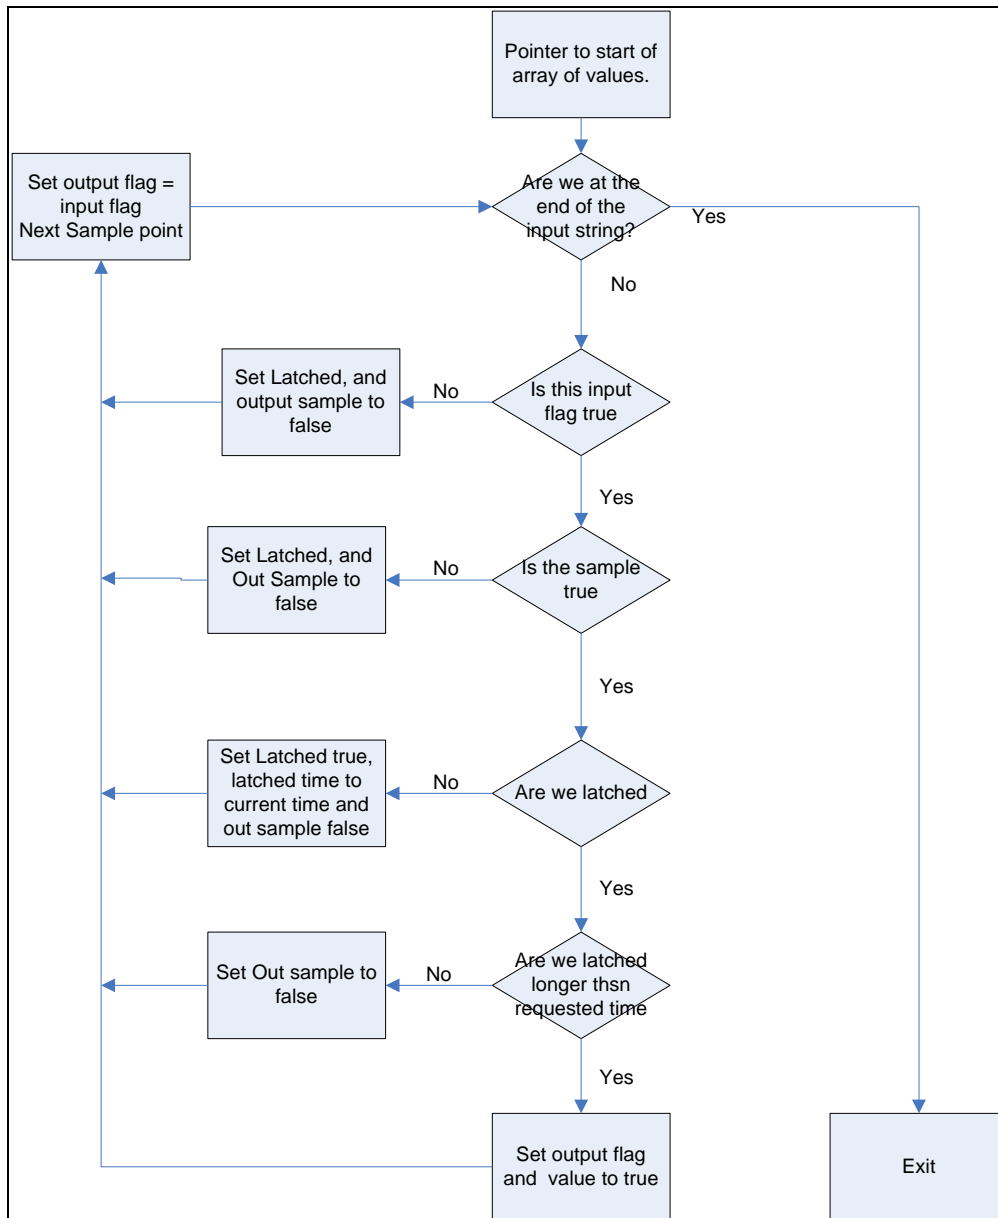 Pointer to start of
array of values.
Set output flag =
input flag
Next Sample point
Are we at the
end of the
input string?
Yes
No
Set Latched, and
output sample to
false
No
Is this input
flag true
Yes
Set Latched, and
Out Sample to
false
No
Is the sample
true
Yes
Set Latched true,
latched time to
current time and
out sample false
No
Are we latched
Yes
Set Out sample to
false
No
Are we latched
longer thsn
requested time
Yes
Set output flag
and value to true
Exit